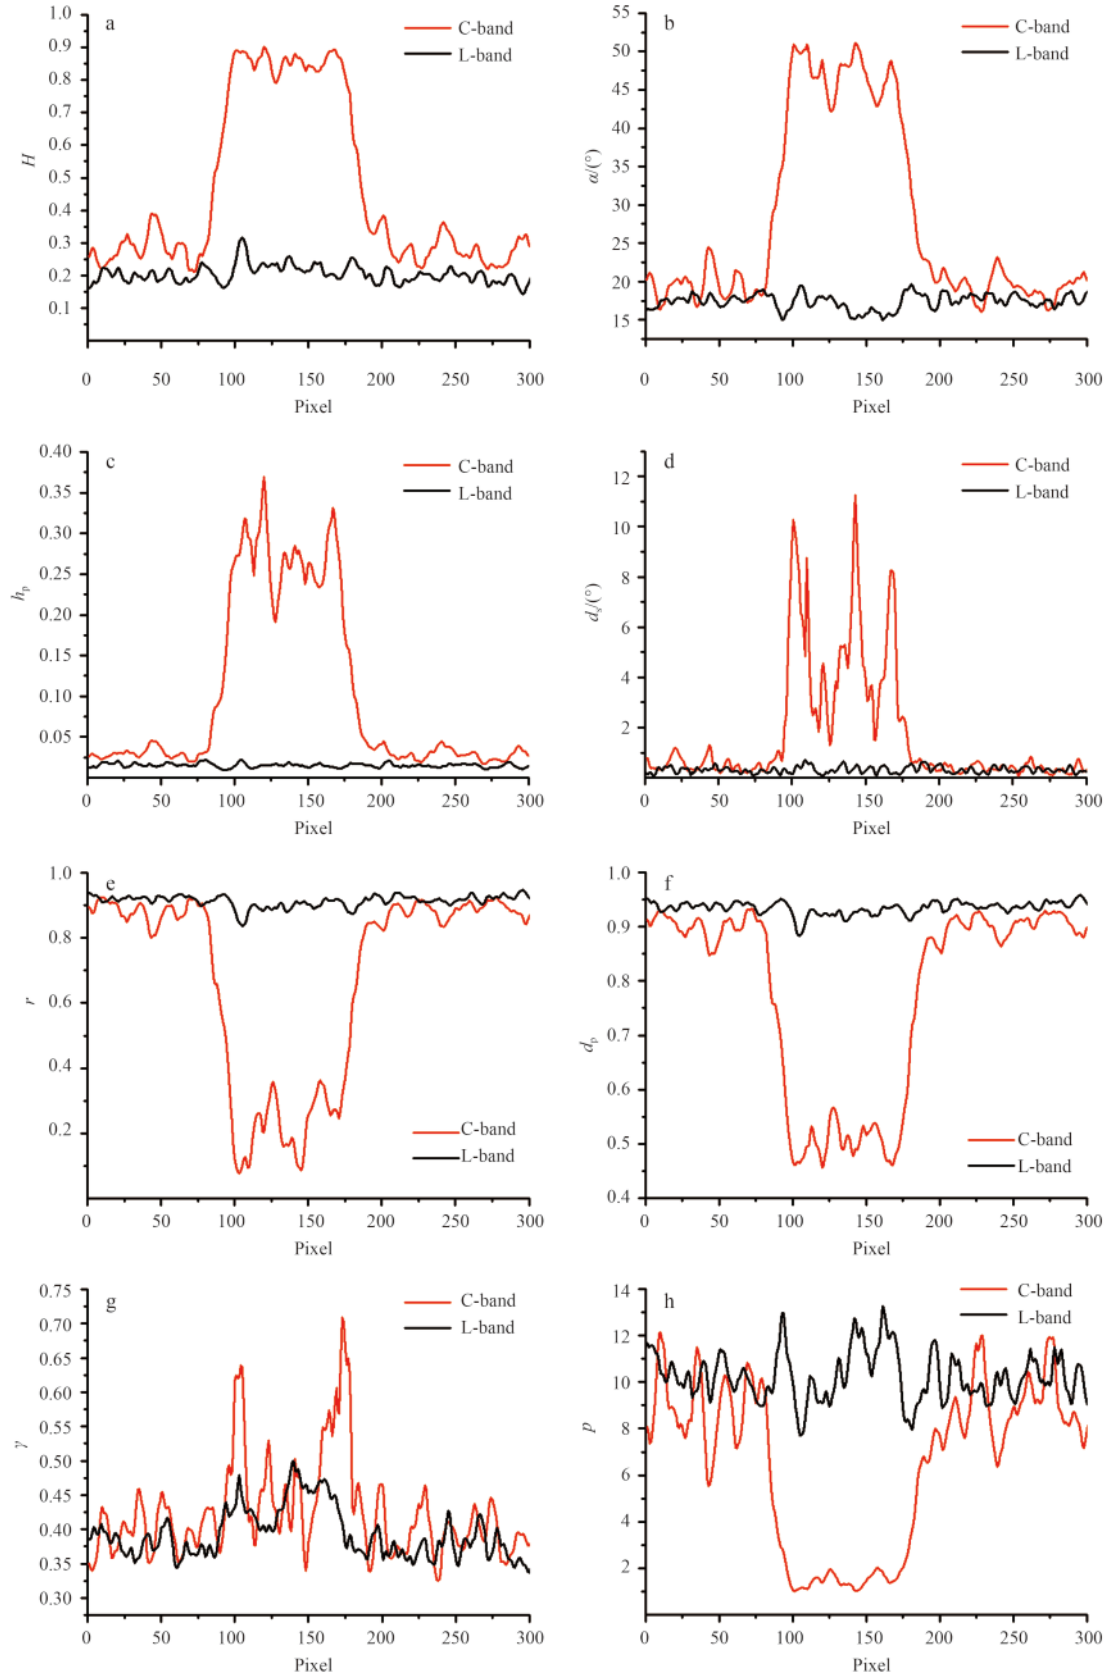 a
C-band
L-band
1.0
0.9
0.8
0.7
0.6
0.5
0.4
0.3
0.2
0.1
H
0 50 100 150 200 250 300
Pixel
b
C-band
L-band
55
50
45
40
35
30
25
20
15
α/(°)
0 50 100 150 200 250 300
Pixel
c
C-band
L-band
0.40
0.35
0.30
0.25
0.20
0.15
0.10
0.05
hp
0 50 100 150 200 250 300
Pixel
d
C-band
L-band
12
10
8
6
4
2
ds/(°)
0 50 100 150 200 250 300
Pixel
e
C-band
L-band
1.0
0.8
0.6
0.4
0.2
r
0 50 100 150 200 250 300
Pixel
f
C-band
L-band
1.0
0.9
0.8
0.7
0.6
0.5
0.4
dp
0 50 100 150 200 250 300
Pixel
g
C-band
L-band
0.75
0.70
0.65
0.60
0.55
0.50
0.45
0.40
0.35
0.30
γ
0 50 100 150 200 250 300
Pixel
h
C-band
L-band
14
12
10
8
6
4
2
p
0 50 100 150 200 250 300
Pixel